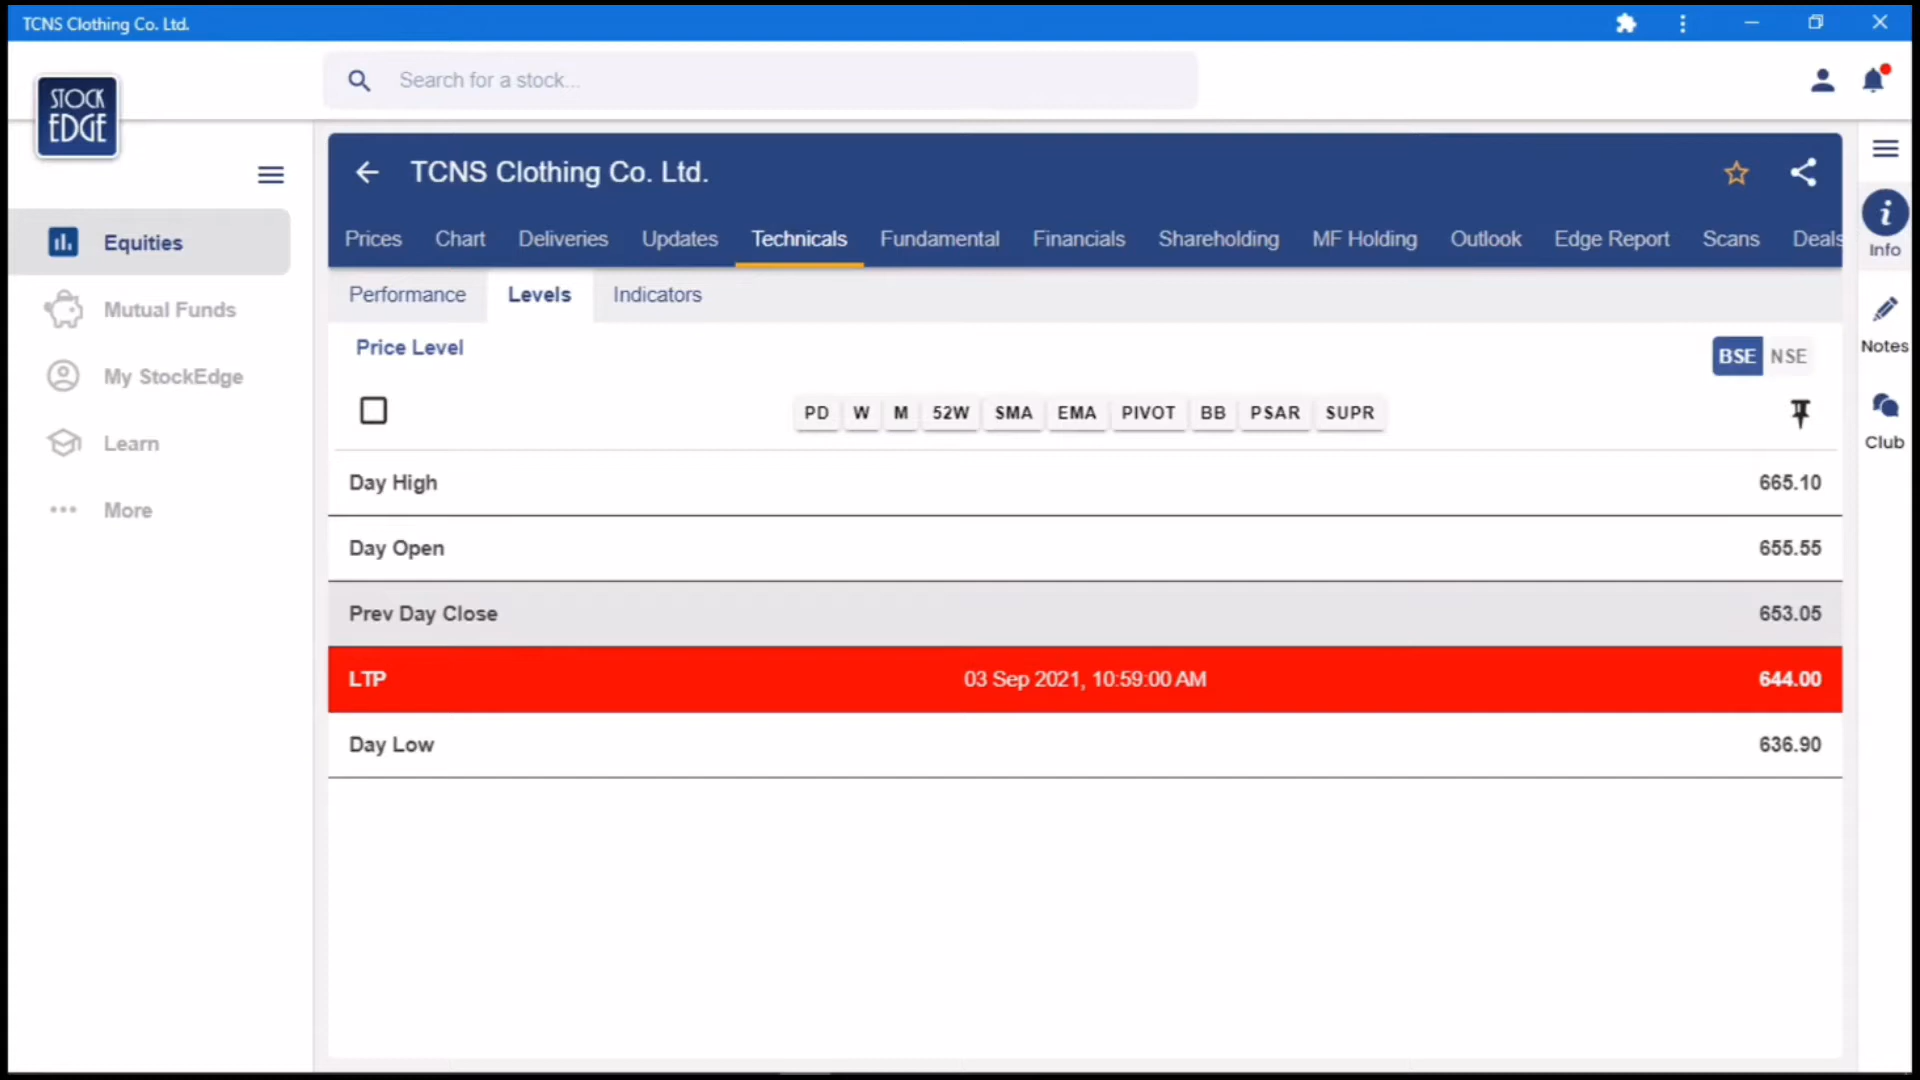 TCNS Clothing Co. Ltd.
Search for a stock...
STOCK
EDGE
TCNS Clothing Co. Ltd.
Prices Chart Deliveries Updates Technicals Fundamental Financials Shareholding MF Holding Outlook Edge Report Scans Deals
Performance Levels Indicators
Equities
Mutual Funds
My StockEdge
Learn
More
Price Level
BSE NSE
PD W M 52W SMA EMA PIVOT BB PSAR SUPR
Day High 665.10
Day Open 655.55
Prev Day Close 653.05
LTP 03 Sep 2021, 10:59:00 AM 644.00
Day Low 636.90
Info
Notes
Club